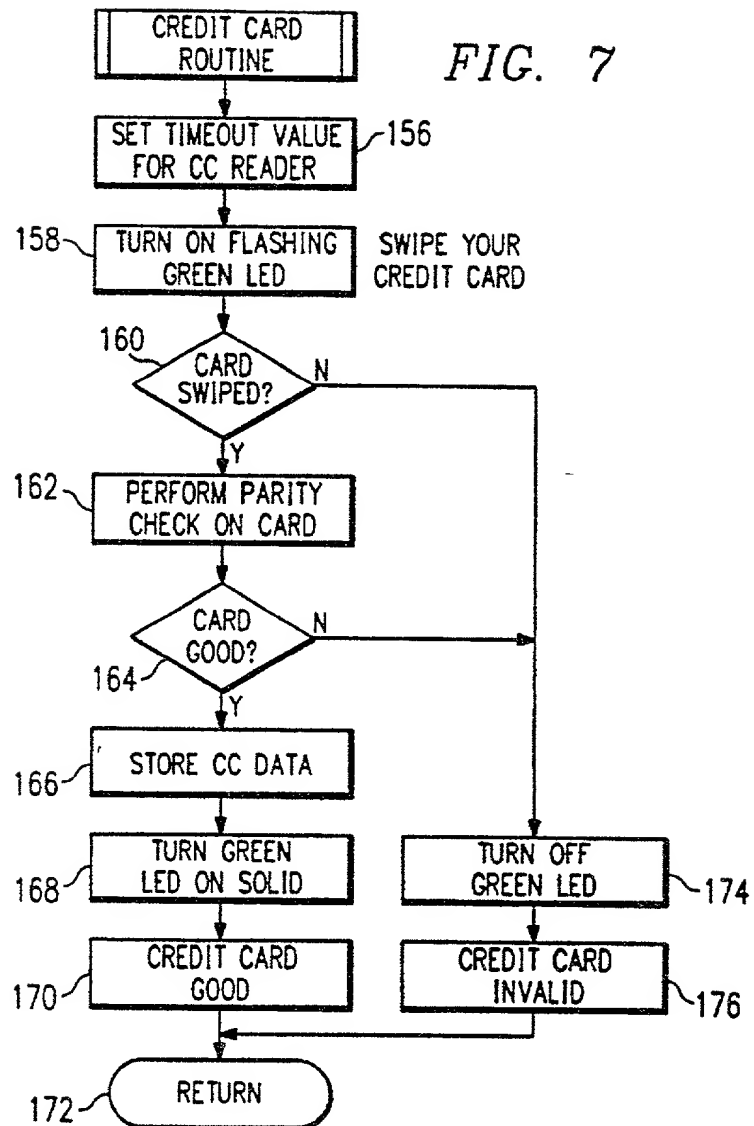 CREDIT CARD
ROUTINE
FIG. 7
SET TIMEOUT VALUE
FOR CC READER
156
158
TURN ON FLASHING
GREEN LED
SWIPE YOUR
CREDIT CARD
160
CARD
SWIPED?
N
Y
162
PERFORM PARITY
CHECK ON CARD
CARD
GOOD?
N
164
Y
166
STORE CC DATA
168
TURN GREEN
LED ON SOLID
TURN OFF
GREEN LED
174
170
CREDIT CARD
GOOD
CREDIT CARD
INVALID
176
172
RETURN